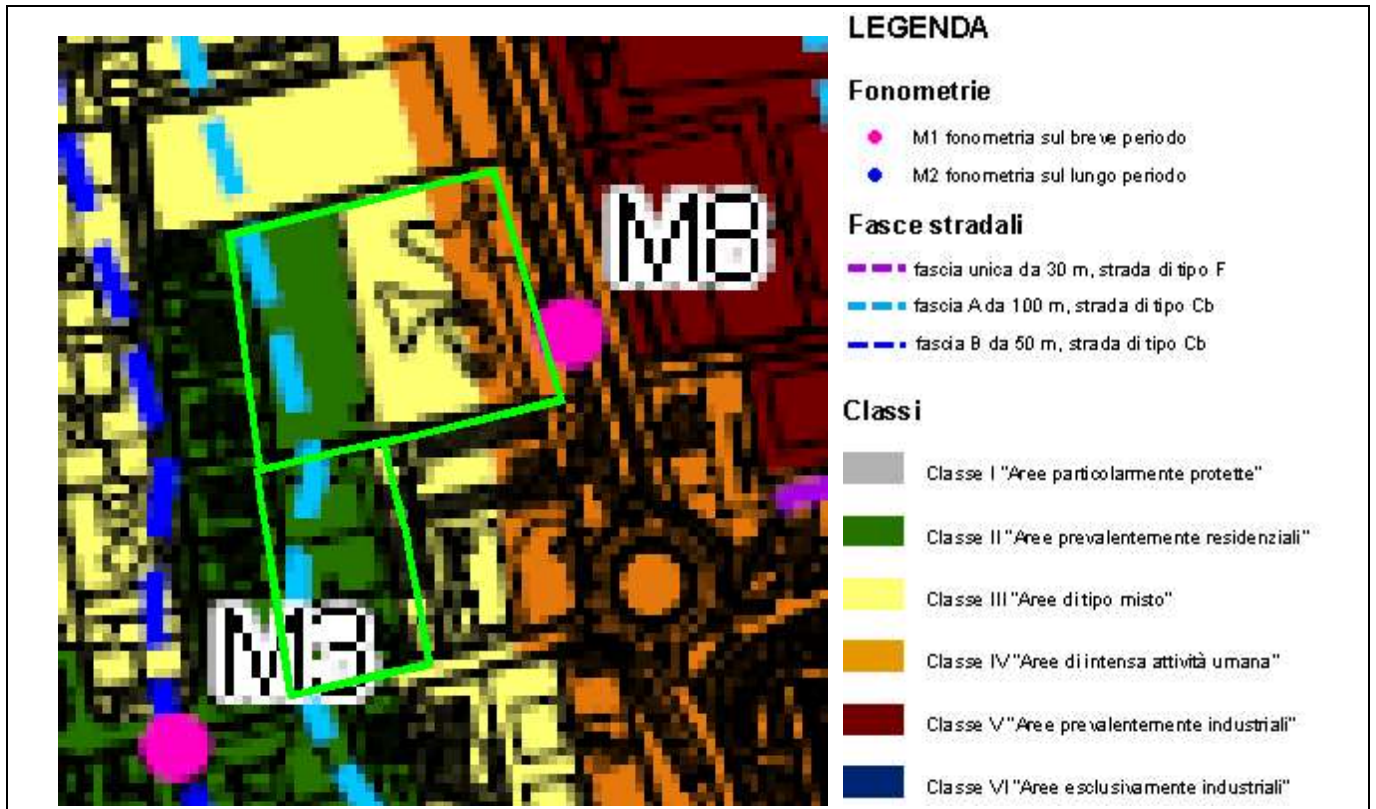 LEGENDA
Fonometrie
M1 fonometria sul breve periodo
M2 fonometria sul lungo periodo
Fasce stradali
fascia unica da 30 m, strada di tipo F
fascia A da 100 m, strada di tipo Cb
fascia B da 50 m, strada di tipo Cb
Classi
Classe I "Aree particolarmente protette"
Classe II "Aree prevalentemente residenziali"
Classe III "Aree di tipo misto"
Classe IV "Aree di intensa attività umana"
Classe V "Aree prevalentemente industriali"
Classe VI "Aree esclusivamente industriali"
M8
M3